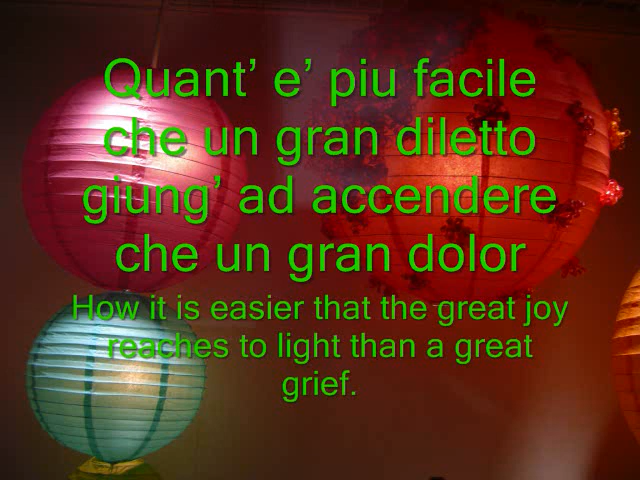 Quant’ e’ piu facile
che un gran diletto
giung’ ad accendere
che un gran dolor
How it is easier that the great joy
reaches to light than a great
grief.